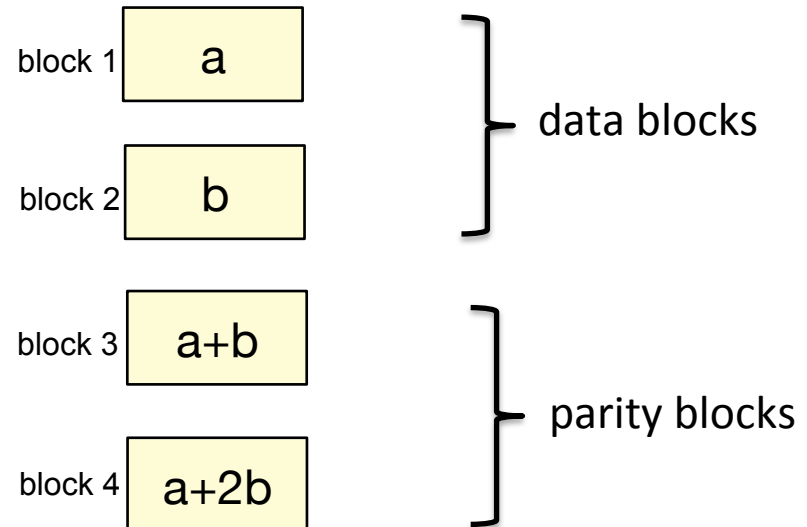 block 1 a
data blocks
block 2 b
block 3 a+b
parity blocks
block 4 a+2b